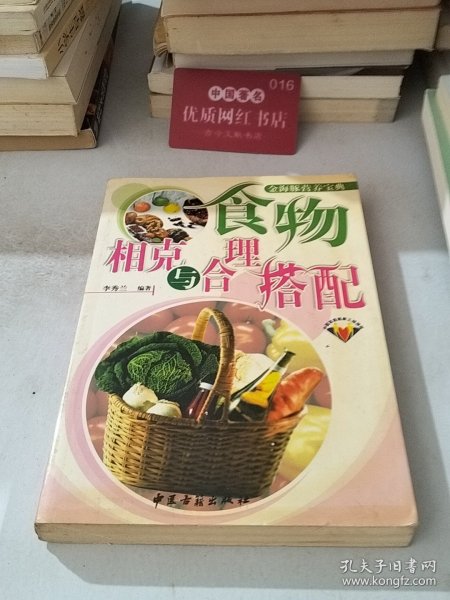 016
中国著名
优质网红书店
金海豚营养宝典
食物
相克与合理搭配
李秀兰 编著
中医古籍出版社
孔夫子旧书网
www.kongfz.com